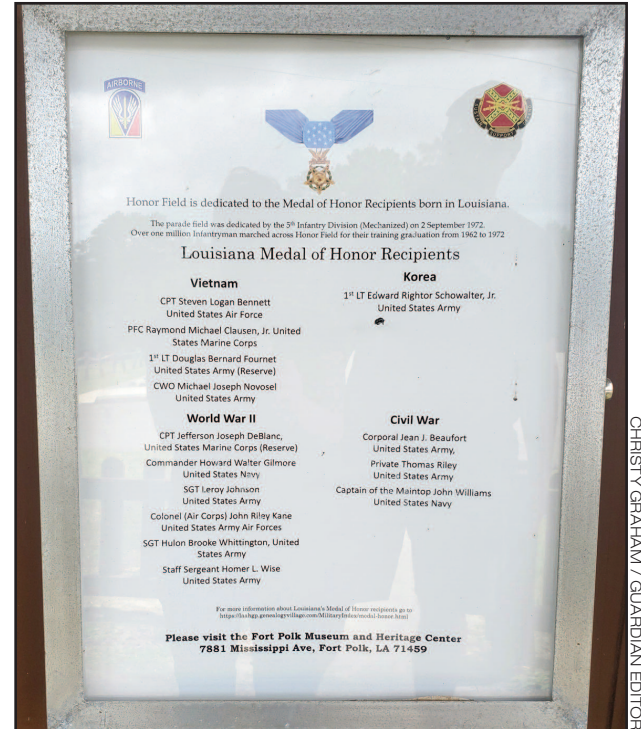 AIRBORNE
SUPPORT
Honor Field is dedicated to the Medal of Honor Recipients born in Louisiana.
The parade field was dedicated by the 5th Infantry Division (Mechanized) on 2 September 1972.
Over one million Infantryman marched across Honor Field for their training graduation from 1962 to 1972
Louisiana Medal of Honor Recipients
Vietnam
CPT Steven Logan Bennett
United States Air Force
PFC Raymond Michael Clausen, Jr. United
States Marine Corps
1st LT Douglas Bernard Fournet
United States Army (Reserve)
CWO Michael Joseph Novosel
United States Army
Korea
1st LT Edward Rightor Schowalter, Jr.
United States Army
World War II
CPT Jefferson Joseph DeBlanc,
United States Marine Corps (Reserve)
Commander Howard Walter Gilmore
United States Navy
SGT Leroy Johnson
United States Army
Colonel (Air Corps) John Riley Kane
United States Army Air Forces
SGT Hulon Brooke Whittington, United
States Army
Staff Sergeant Homer L. Wise
United States Army
Civil War
Corporal Jean J. Beaufort
United States Army,
Private Thomas Riley
United States Army
Captain of the Maintop John Williams
United States Navy
For more information about Louisiana's Medal of Honor recipients go to
Please visit the Fort Polk Museum and Heritage Center
7881 Mississippi Ave, Fort Polk, LA 71459
CHRISTY GRAHAM / GUARDIAN EDITOR